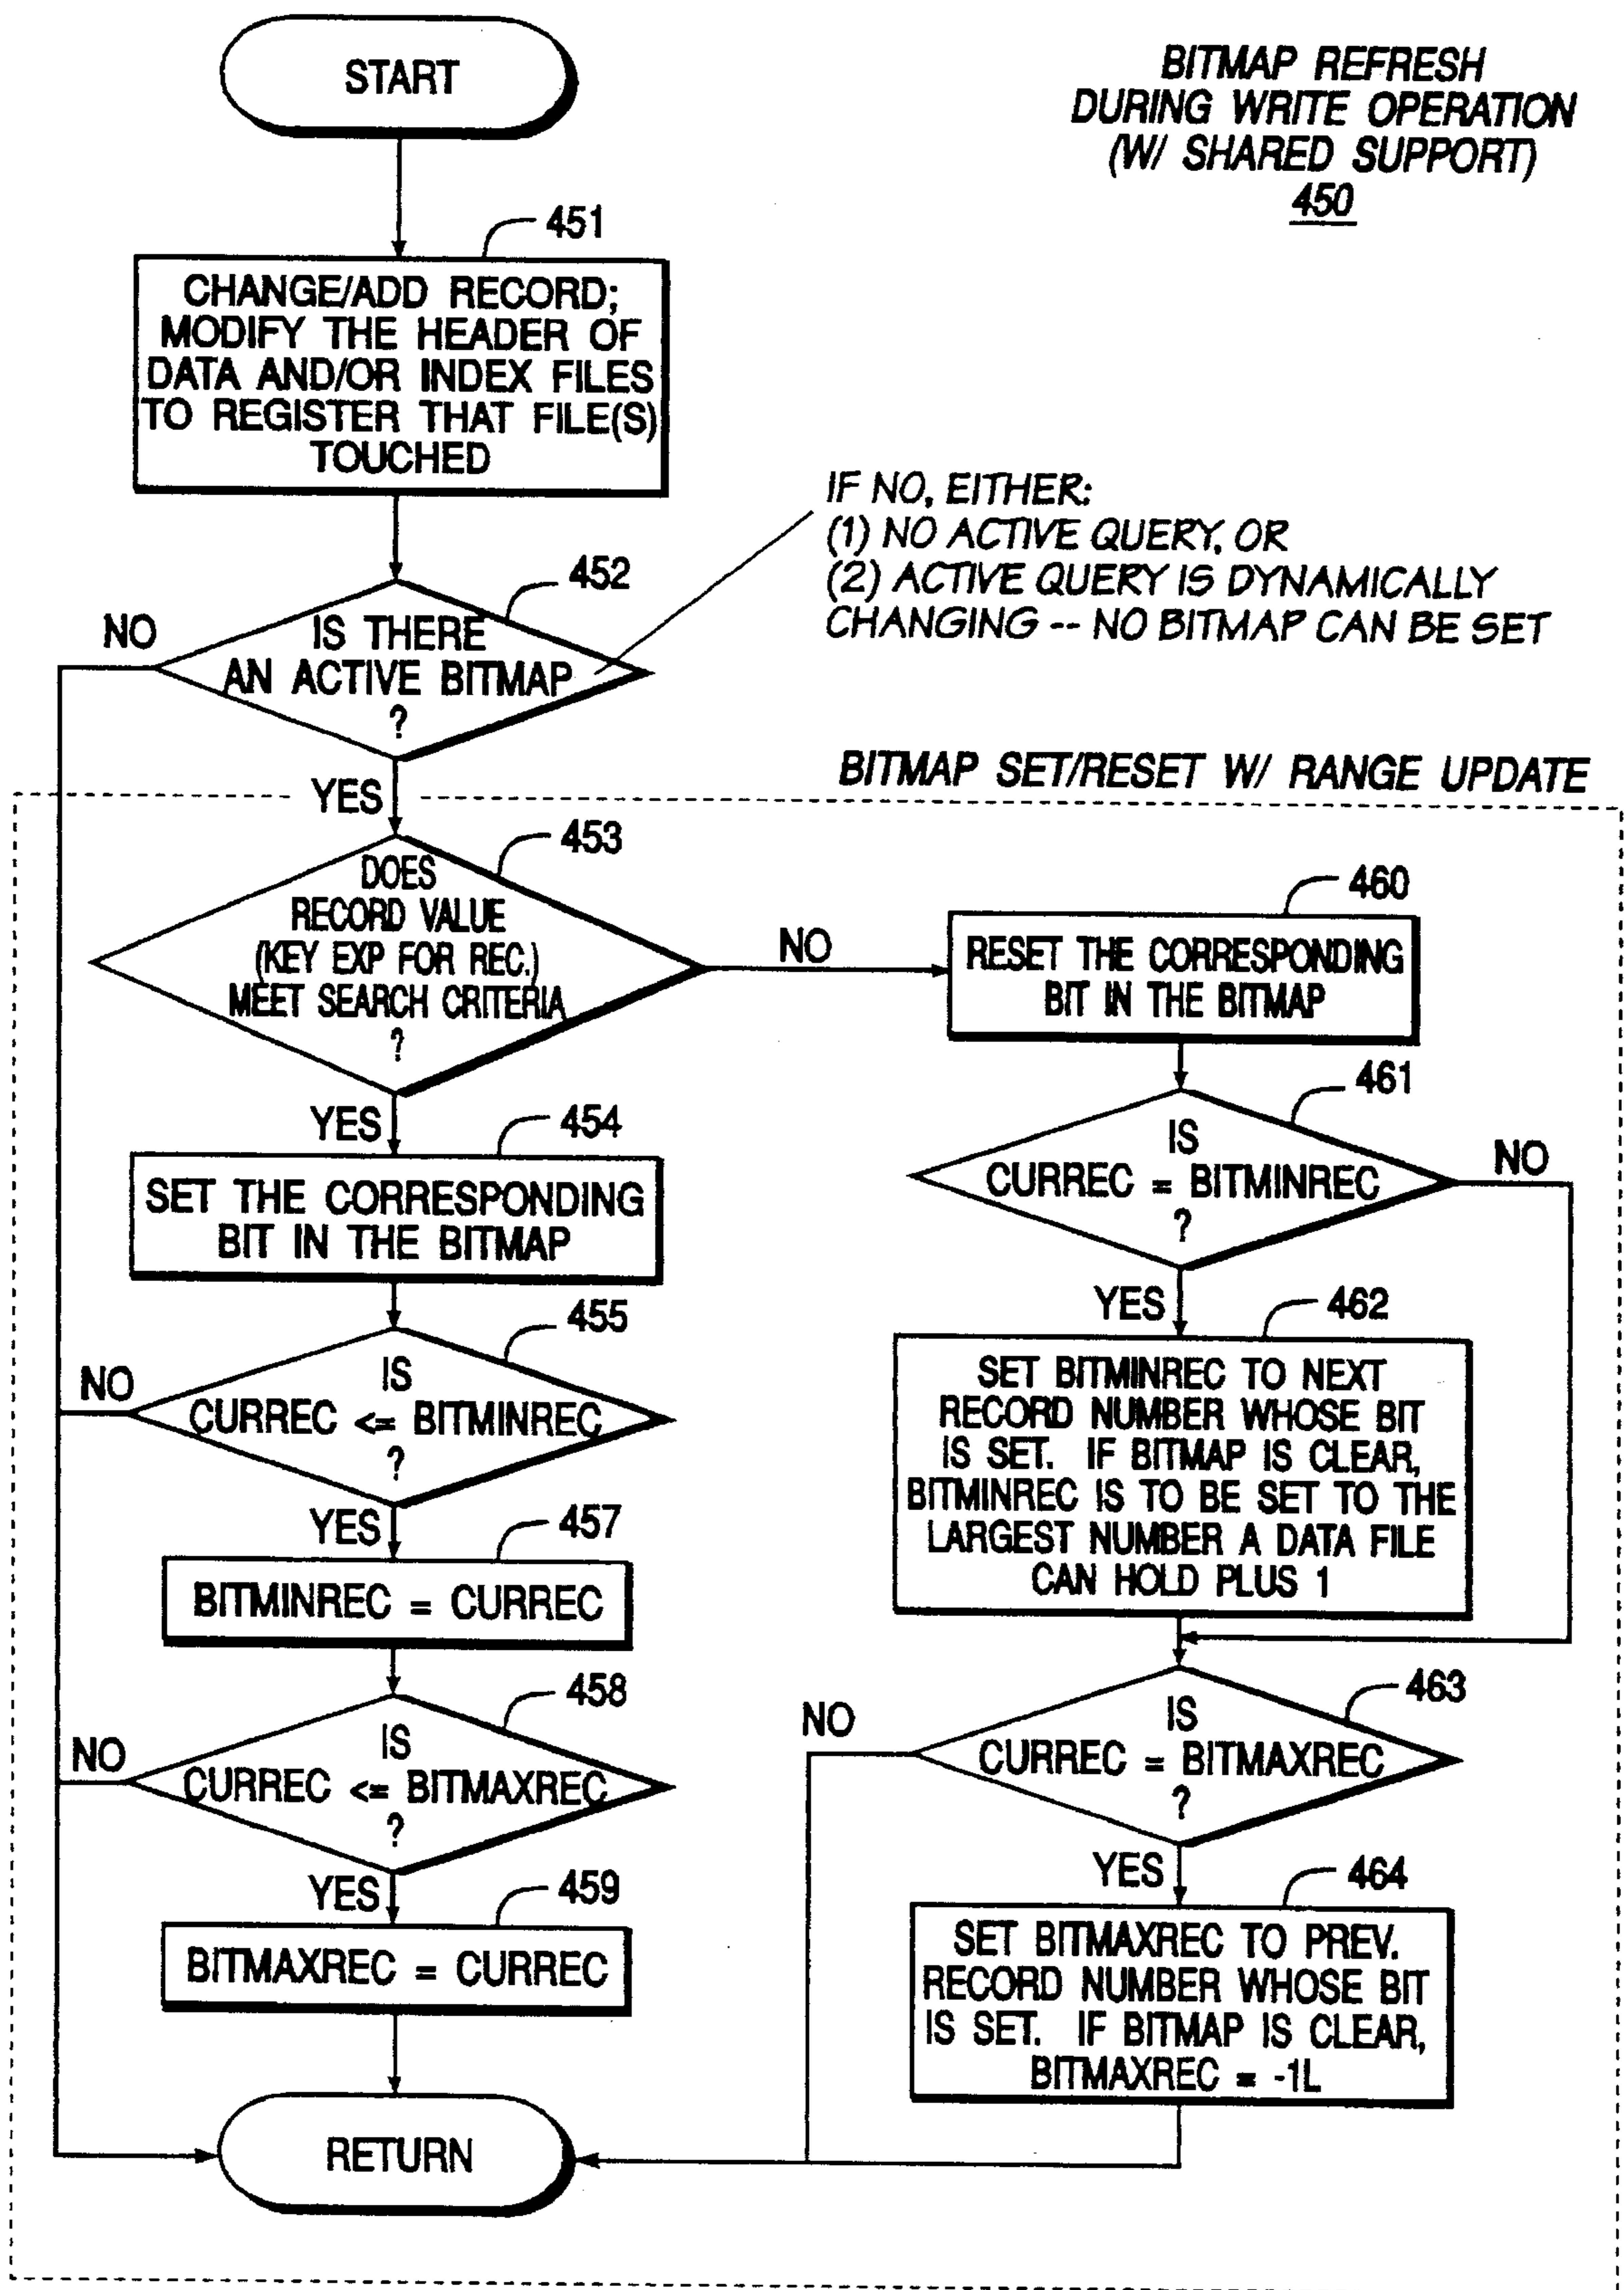 START
BITMAP REFRESH
DURING WRITE OPERATION
(W/ SHARED SUPPORT)
450
451
CHANGE/ADD RECORD;
MODIFY THE HEADER OF
DATA AND/OR INDEX FILES
TO REGISTER THAT FILE(S)
TOUCHED
IF NO, EITHER:
(1) NO ACTIVE QUERY, OR
(2) ACTIVE QUERY IS DYNAMICALLY
CHANGING -- NO BITMAP CAN BE SET
452
NO
IS THERE
AN ACTIVE BITMAP
?
YES
BITMAP SET/RESET W/ RANGE UPDATE
453
DOES
RECORD VALUE
(KEY EXP FOR REC.)
MEET SEARCH CRITERIA
?
NO
460
RESET THE CORRESPONDING
BIT IN THE BITMAP
YES
454
SET THE CORRESPONDING
BIT IN THE BITMAP
461
IS
CURREC = BITMINREC
?
NO
YES
455
IS
CURREC <= BITMINREC
?
NO
YES
462
SET BITMINREC TO NEXT
RECORD NUMBER WHOSE BIT
IS SET. IF BITMAP IS CLEAR,
BITMINREC IS TO BE SET TO THE
LARGEST NUMBER A DATA FILE
CAN HOLD PLUS 1
457
BITMINREC = CURREC
458
IS
CURREC <= BITMAXREC
?
NO
YES
463
IS
CURREC = BITMAXREC
?
NO
YES
459
BITMAXREC = CURREC
464
SET BITMAXREC TO PREV.
RECORD NUMBER WHOSE BIT
IS SET. IF BITMAP IS CLEAR,
BITMAXREC = -1L
RETURN